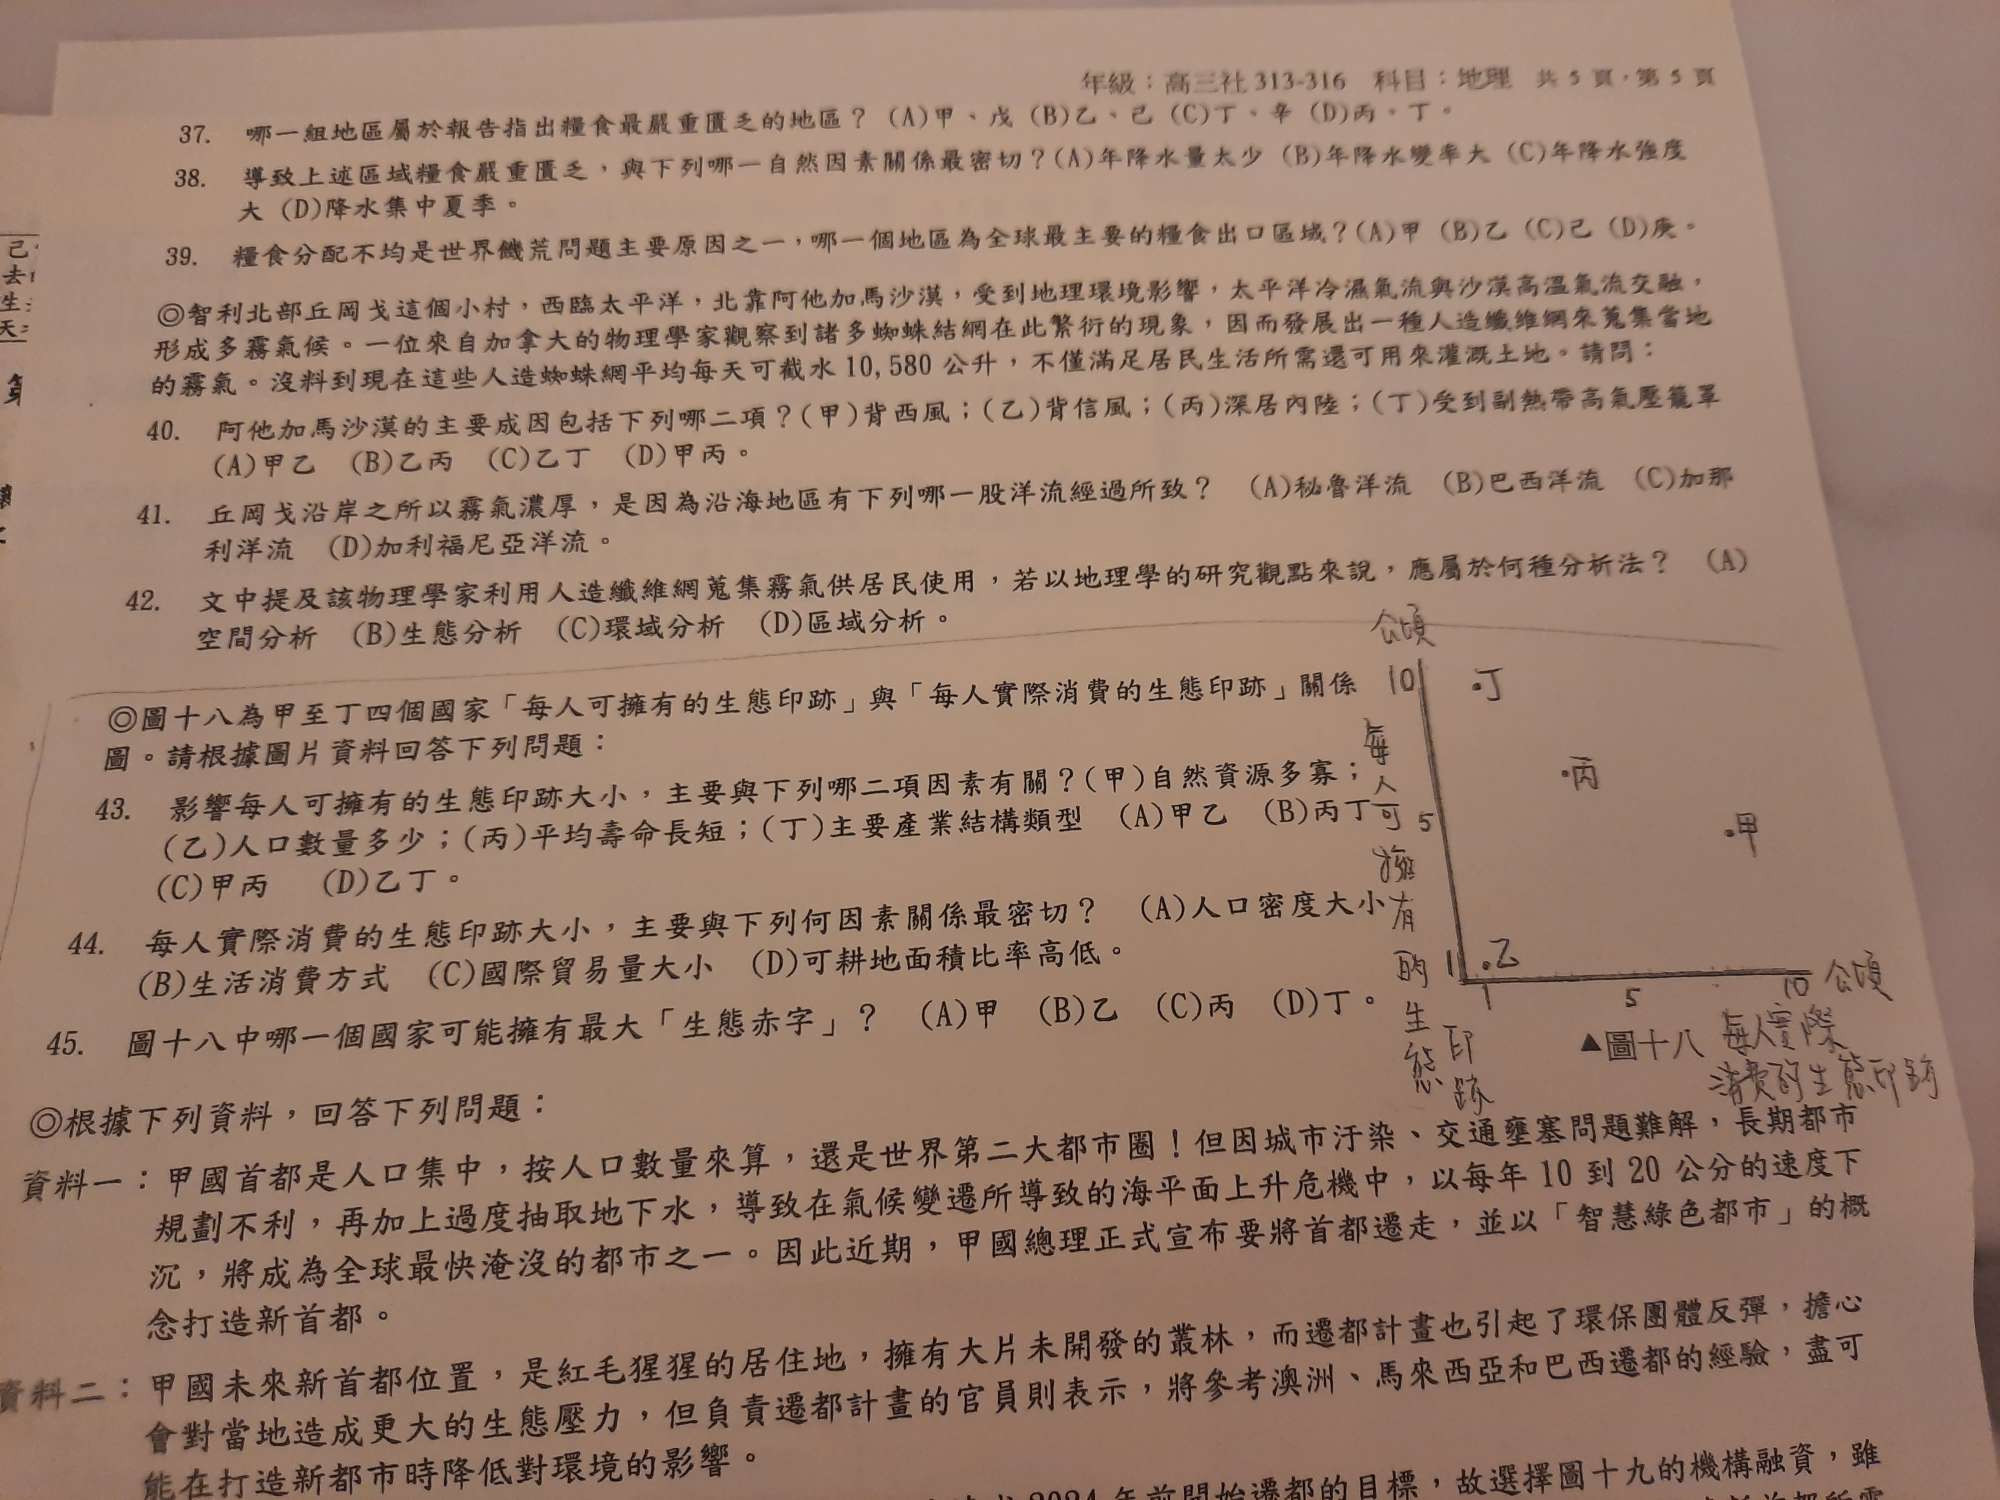 年級：高三社 313-316 科目：地理 共 5 頁，第 5 頁
37. 哪一組地區屬於報告指出糧食最嚴重匱乏的地區？ (A)甲、戊 (B)乙、己 (C)丁、辛 (D)丙、丁。
38. 導致上述區域糧食嚴重匱乏，與下列哪一自然因素關係最密切？(A)年降水量太少 (B)年降水變率大 (C)年降水強度
大 (D)降水集中夏季。
39. 糧食分配不均是世界饑荒問題主要原因之一，哪一個地區為全球最主要的糧食出口區域？(A)甲 (B)乙 (C)己 (D)庚。
◎智利北部丘岡戈這個小村，西臨太平洋，北靠阿他加馬沙漠，受到地理環境影響，太平洋冷濕氣流與沙漠高溫氣流交融，
形成多霧氣候。一位來自加拿大的物理學家觀察到諸多蜘蛛結網在此繁衍的現象，因而發展出一種人造纖維網來蒐集當地
的霧氣。沒料到現在這些人造蜘蛛網平均每天可截水 10,580 公升，不僅滿足居民生活所需還可用來灌溉土地。請問：
40. 阿他加馬沙漠的主要成因包括下列哪二項？(甲)背西風；(乙)背信風；(丙)深居內陸；(丁)受到副熱帶高氣壓籠罩
(A)甲乙 (B)乙丙 (C)乙丁 (D)甲丙。
41. 丘岡戈沿岸之所以霧氣濃厚，是因為沿海地區有下列哪一股洋流經過所致？ (A)秘魯洋流 (B)巴西洋流 (C)加那
利洋流 (D)加利福尼亞洋流。
42. 文中提及該物理學家利用人造纖維網蒐集霧氣供居民使用，若以地理學的研究觀點來說，應屬於何種分析法？ (A)
空間分析 (B)生態分析 (C)環域分析 (D)區域分析。
◎圖十八為甲至丁四個國家「每人可擁有的生態印跡」與「每人實際消費的生態印跡」關係
圖。請根據圖片資料回答下列問題：
43. 影響每人可擁有的生態印跡大小，主要與下列哪二項因素有關？(甲)自然資源多寡；
(乙)人口數量多少；(丙)平均壽命長短；(丁)主要產業結構類型 (A)甲乙 (B)丙丁
(C)甲丙 (D)乙丁。
44. 每人實際消費的生態印跡大小，主要與下列何因素關係最密切？ (A)人口密度大小
(B)生活消費方式 (C)國際貿易量大小 (D)可耕地面積比率高低。
45. 圖十八中哪一個國家可能擁有最大「生態赤字」？ (A)甲 (B)乙 (C)丙 (D)丁。
公頃
10
丁
丙
5
甲
1
乙
1 5 10 公頃
每人可擁有的生態
印跡
▲圖十八 每人實際
消費的生態印跡
◎根據下列資料，回答下列問題：
資料一：甲國首都是人口集中，按人口數量來算，還是世界第二大都市圈！但因城市汙染、交通壅塞問題難解，長期都市
規劃不利，再加上過度抽取地下水，導致在氣候變遷所導致的海平面上升危機中，以每年 10 到 20 公分的速度下
沉，將成為全球最快淹沒的都市之一。因此近期，甲國總理正式宣布要將首都遷走，並以「智慧綠色都市」的概
念打造新首都。
資料二：甲國未來新首都位置，是紅毛猩猩的居住地，擁有大片未開發的叢林，而遷都計畫也引起了環保團體反彈，擔心
會對當地造成更大的生態壓力，但負責遷都計畫的官員則表示，將參考澳洲、馬來西亞和巴西遷都的經驗，盡可
能在打造新都市時降低對環境的影響。
2024 年前開始遷都的目標，故選擇圖十九的機構融資，雖